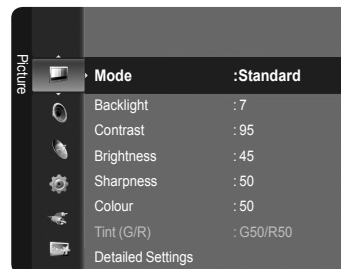 Picture
Mode :Standard
Backlight : 7
Contrast : 95
Brightness : 45
Sharpness : 50
Colour : 50
Tint (G/R) : G50/R50
Detailed Settings